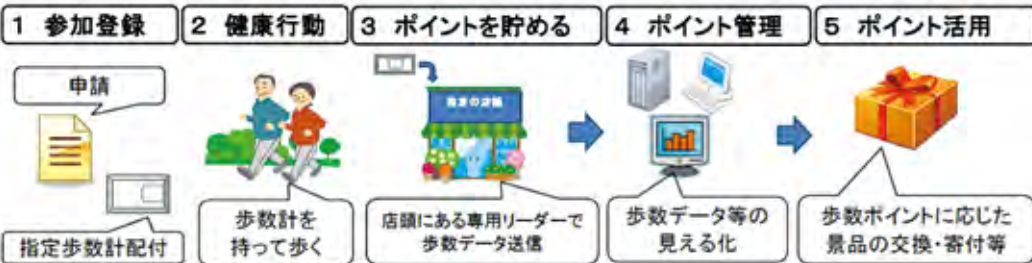 1 参加登録
2 健康行動
3 ポイントを貯める
4 ポイント管理
5 ポイント活用
申請
指定歩数計配付
歩数計を
持って歩く
指定の店舗
店頭にある専用リーダーで
歩数データ送信
歩数データ等の
見える化
歩数ポイントに応じた
景品の交換・寄付等